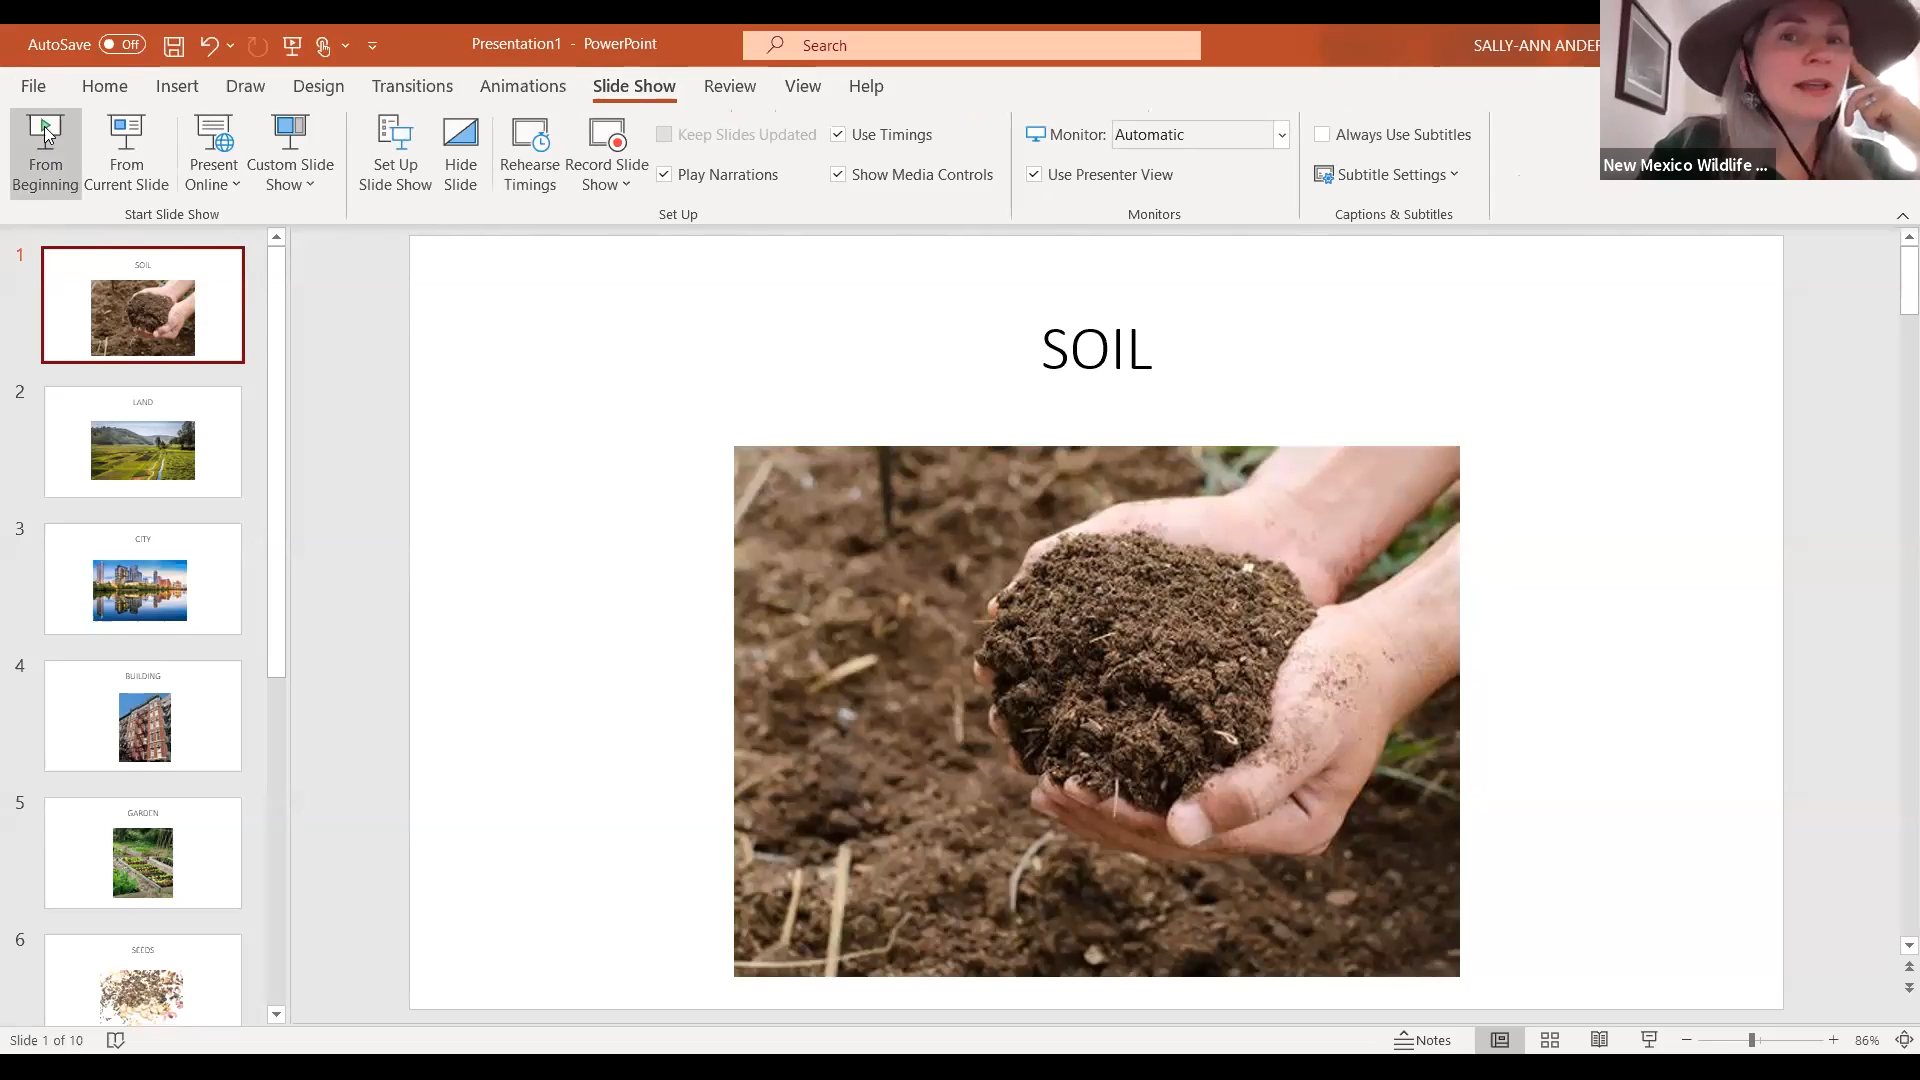 AutoSave Off
Presentation1 - PowerPoint
Search
SALLY-ANN ANDER
File Home Insert Draw Design Transitions Animations Slide Show Review View Help
From Beginning
From Current Slide
Present Online
Custom Slide Show
Start Slide Show
Set Up Slide Show
Hide Slide
Rehearse Timings
Record Slide Show
Keep Slides Updated
Play Narrations
Use Timings
Show Media Controls
Set Up
Monitor: Automatic
Use Presenter View
Monitors
Always Use Subtitles
Subtitle Settings
Captions & Subtitles
New Mexico Wildlife ...
1
SOIL
2
LAND
3
CITY
4
BUILDING
5
GARDEN
6
SEEDS
SOIL
Slide 1 of 10
Notes
86%